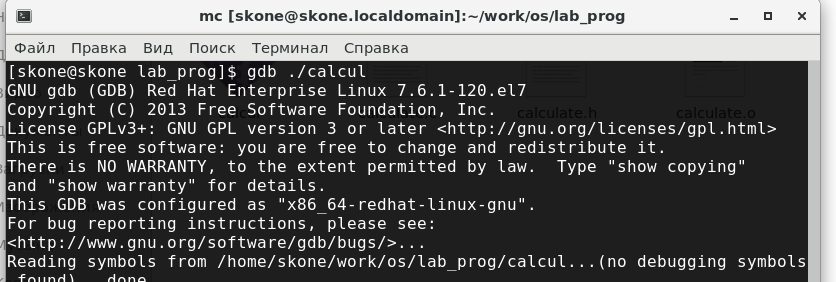 mc [skone@skone.localdomain]:~/work/os/lab_prog
Файл Правка Вид Поиск Терминал Справка
[skone@skone lab_prog]$ gdb ./calcul
GNU gdb (GDB) Red Hat Enterprise Linux 7.6.1-120.el7
Copyright (C) 2013 Free Software Foundation, Inc.
calculate.h calculate.o
License GPLv3+: GNU GPL version 3 or later <http://gnu.org/licenses/gpl.html>
This is free software: you are free to change and redistribute it.
There is NO WARRANTY, to the extent permitted by law.  Type "show copying"
and "show warranty" for details.
This GDB was configured as "x86_64-redhat-linux-gnu".
For bug reporting instructions, please see:
<http://www.gnu.org/software/gdb/bugs/>...
Reading symbols from /home/skone/work/os/lab_prog/calcul...(no debugging symbols
found)...done